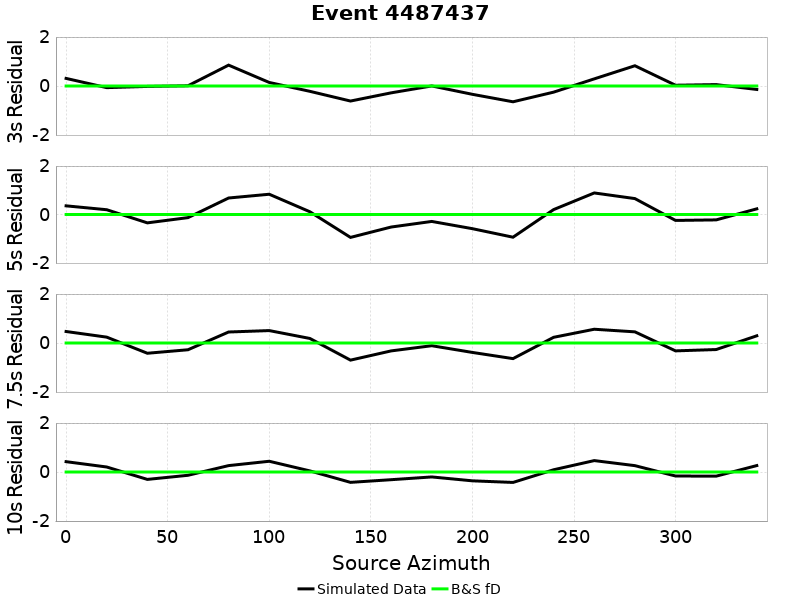 Event 4487437
3s Residual
2
0
-2
5s Residual
2
0
-2
7.5s Residual
2
0
-2
10s Residual
2
0
-2
0 50 100 150 200 250 300
Source Azimuth
Simulated Data B&S fD